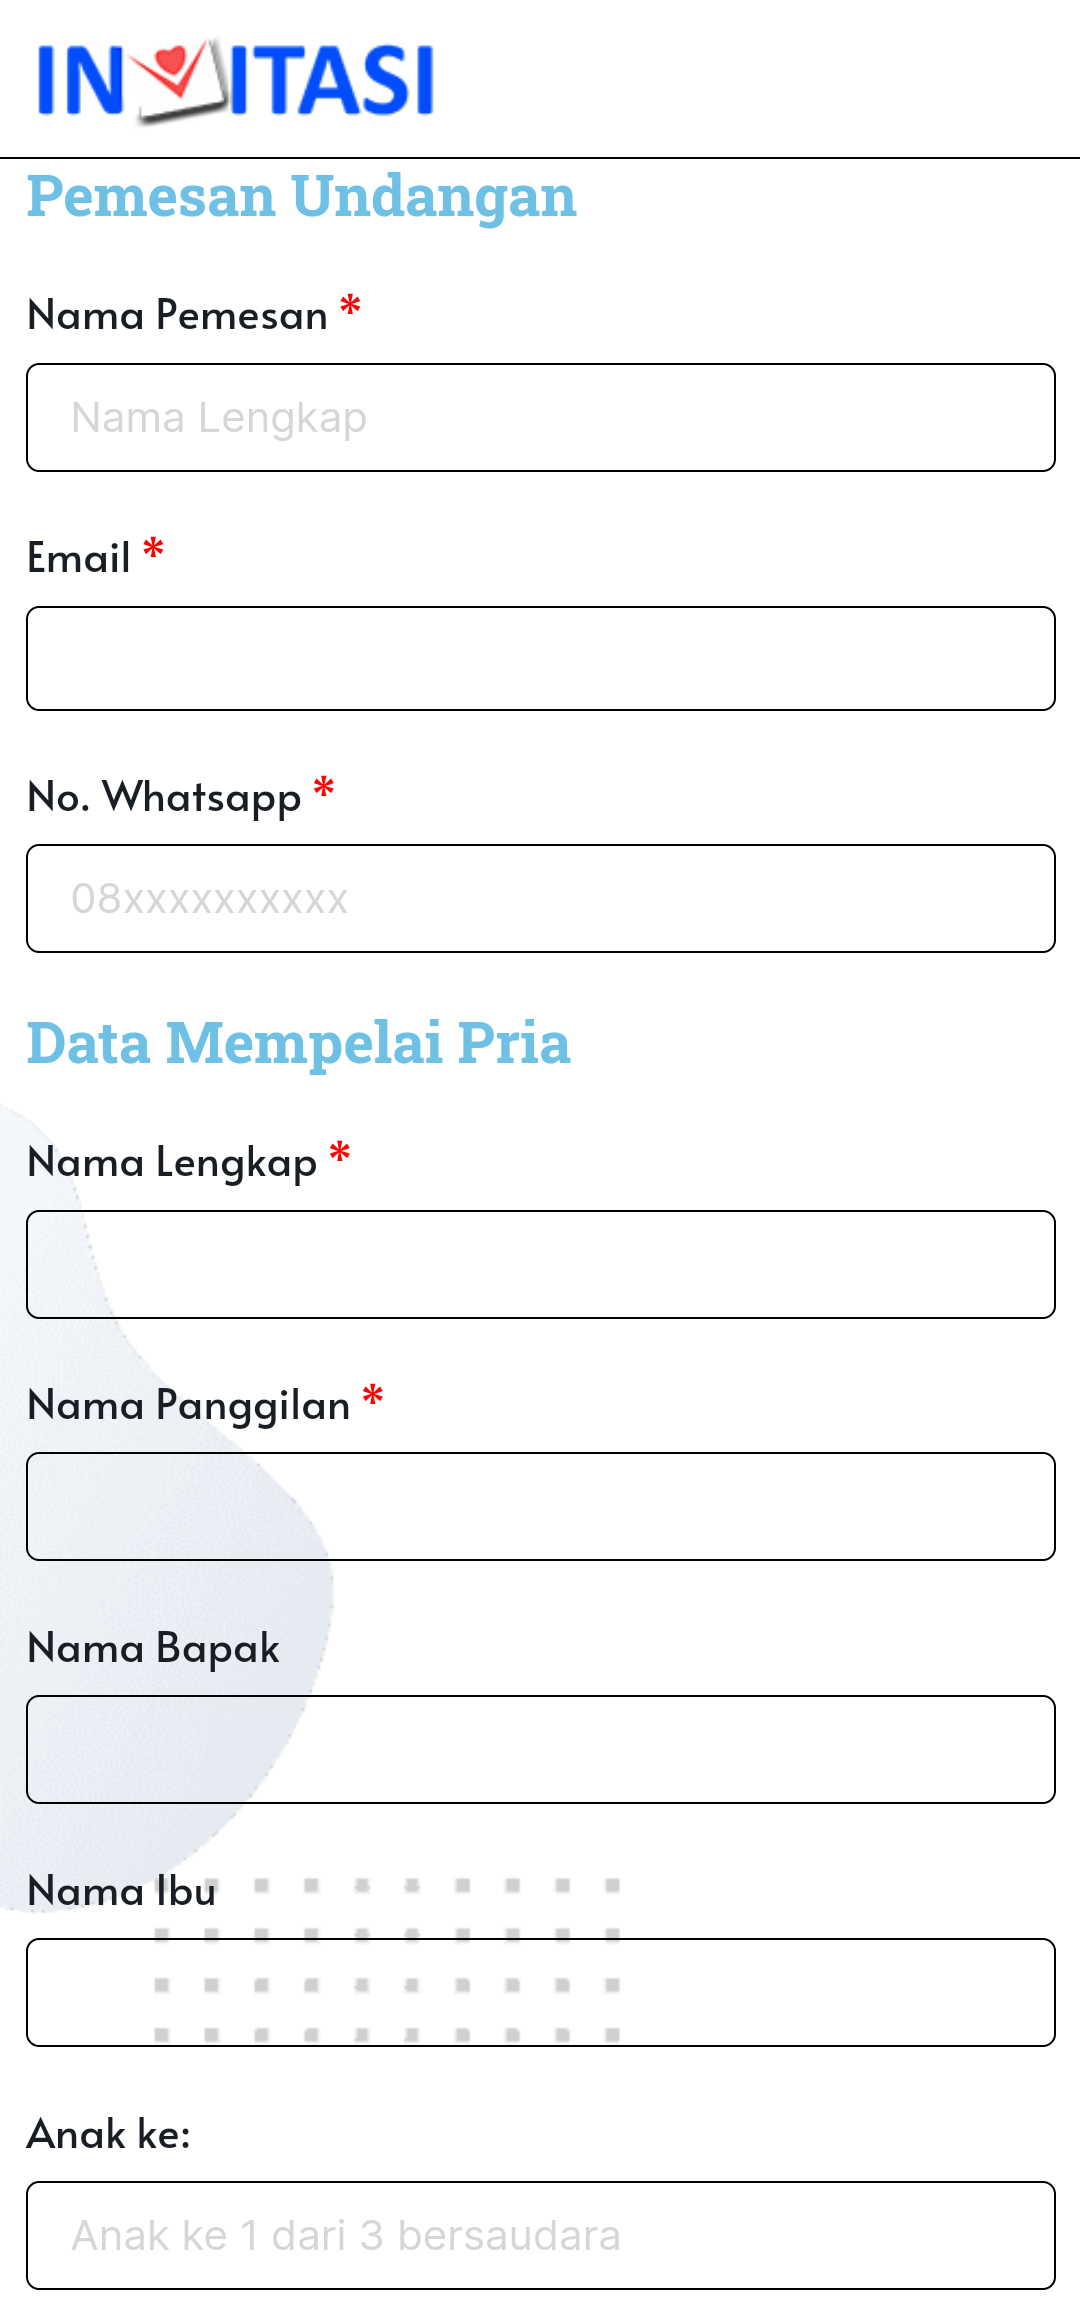 INVITASI
Pemesan Undangan
Nama Pemesan *
Nama Lengkap
Email *
No. Whatsapp *
08xxxxxxxxxx
Data Mempelai Pria
Nama Lengkap *
Nama Panggilan *
Nama Bapak
Nama Ibu
Anak ke:
Anak ke 1 dari 3 bersaudara